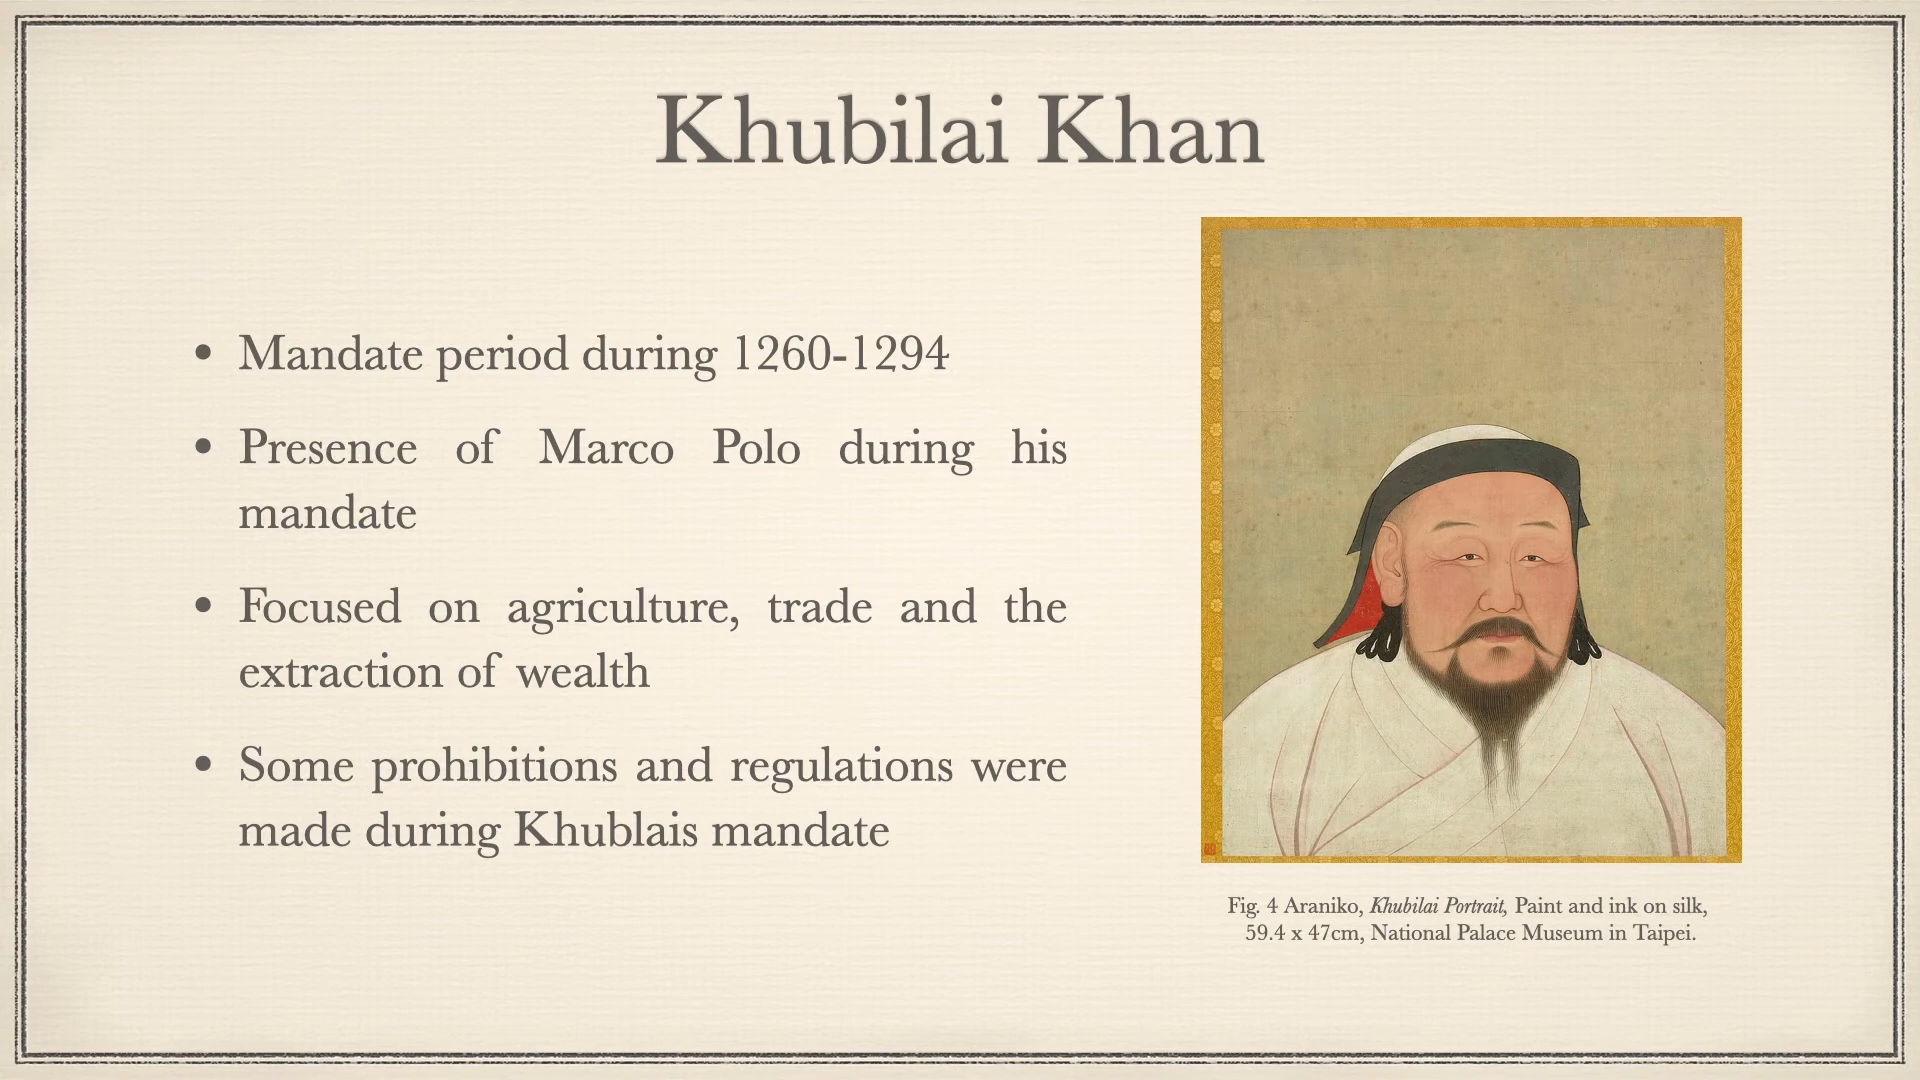 Khubilai Khan
• Mandate period during 1260-1294
• Presence of Marco Polo during his
mandate
• Focused on agriculture, trade and the
extraction of wealth
• Some prohibitions and regulations were
made during Khublais mandate
Fig. 4 Araniko, Khubilai Portrait, Paint and ink on silk,
59.4 x 47cm, National Palace Museum in Taipei.